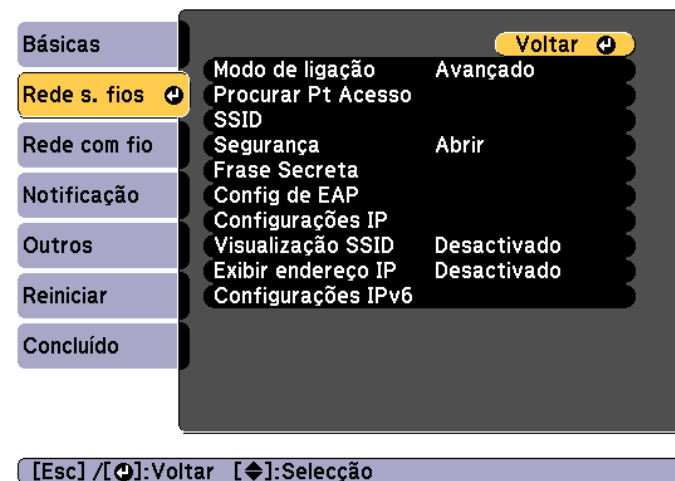 Básicas
Rede s. fios
Rede com fio
Notificação
Outros
Reiniciar
Concluído
Voltar
Modo de ligação Avançado
Procurar Pt Acesso
SSID
Segurança Abrir
Frase Secreta
Config de EAP
Configurações IP
Visualização SSID Desactivado
Exibir endereço IP Desactivado
Configurações IPv6
[Esc] /[⏎]:Voltar [◆]:Selecção